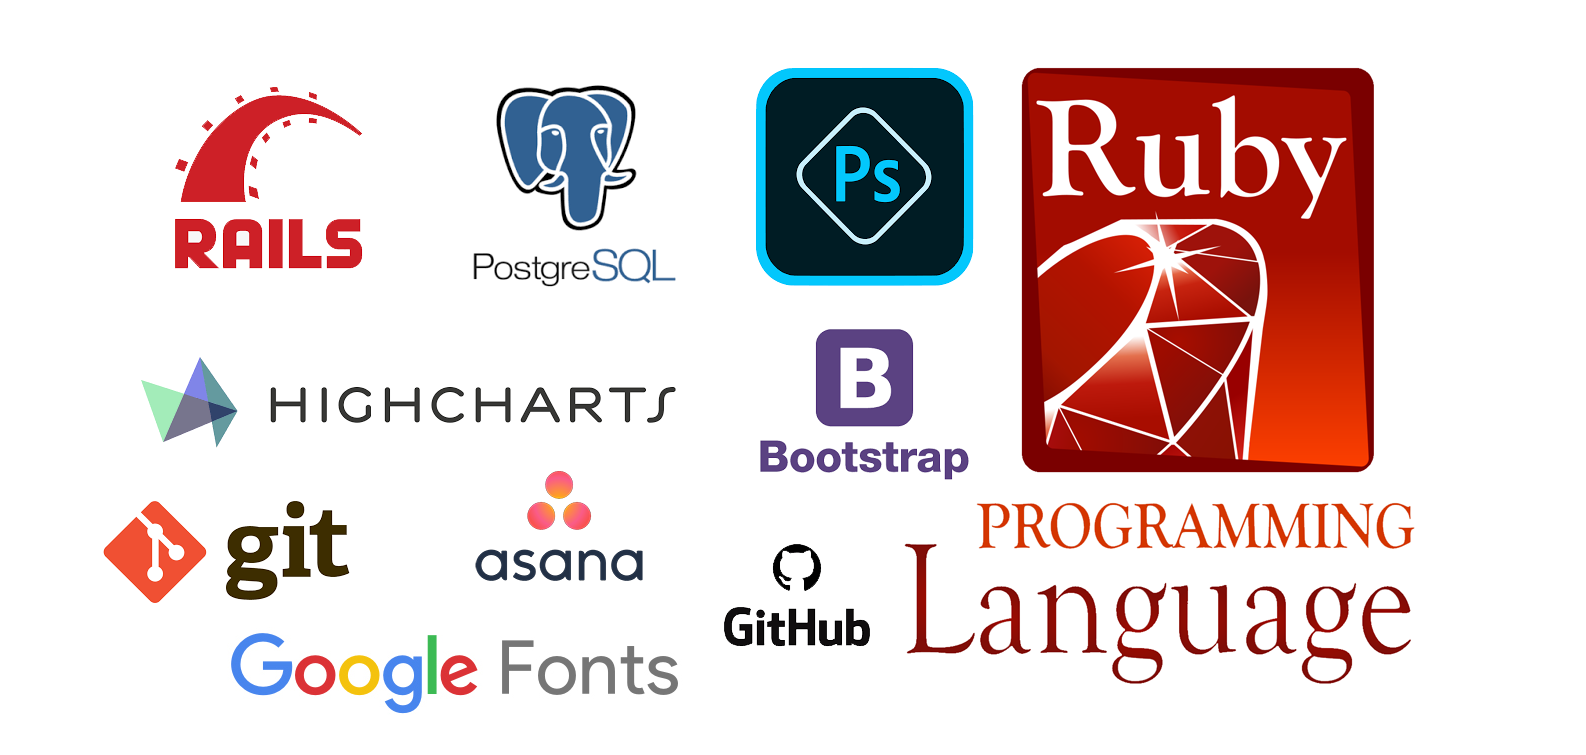 RAILS
PostgreSQL
Ps
Ruby
HIGHCHARTS
B
Bootstrap
git
asana
GitHub
PROGRAMMING
Language
Google Fonts